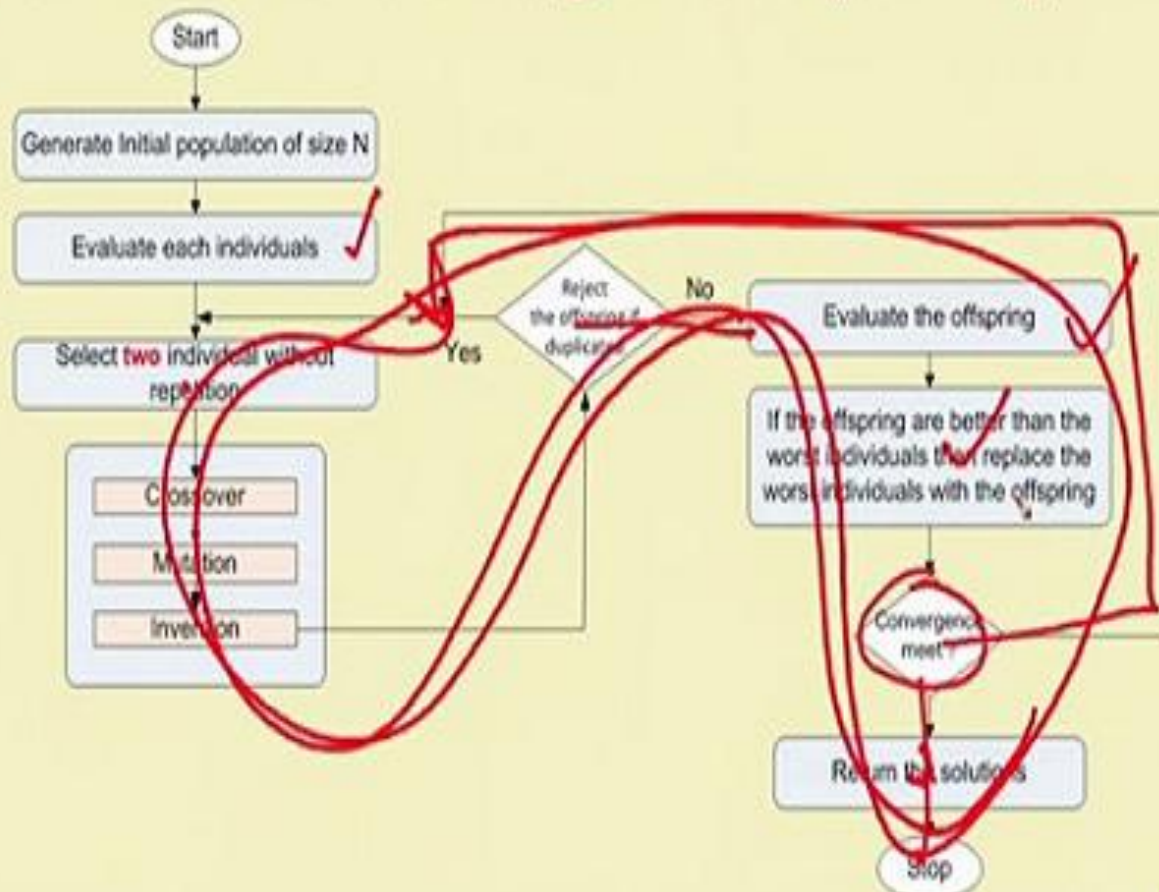 Start
Generate Initial population of size N
Evaluate each individuals
Select two individual without
repetition
Crossover
Mutation
Inversion
Reject
the offspring if
duplicated
Yes
No
Evaluate the offspring
If the offspring are better than the
worst individuals then replace the
worst individuals with the offspring
Convergence
meet ?
Return the solutions
Stop